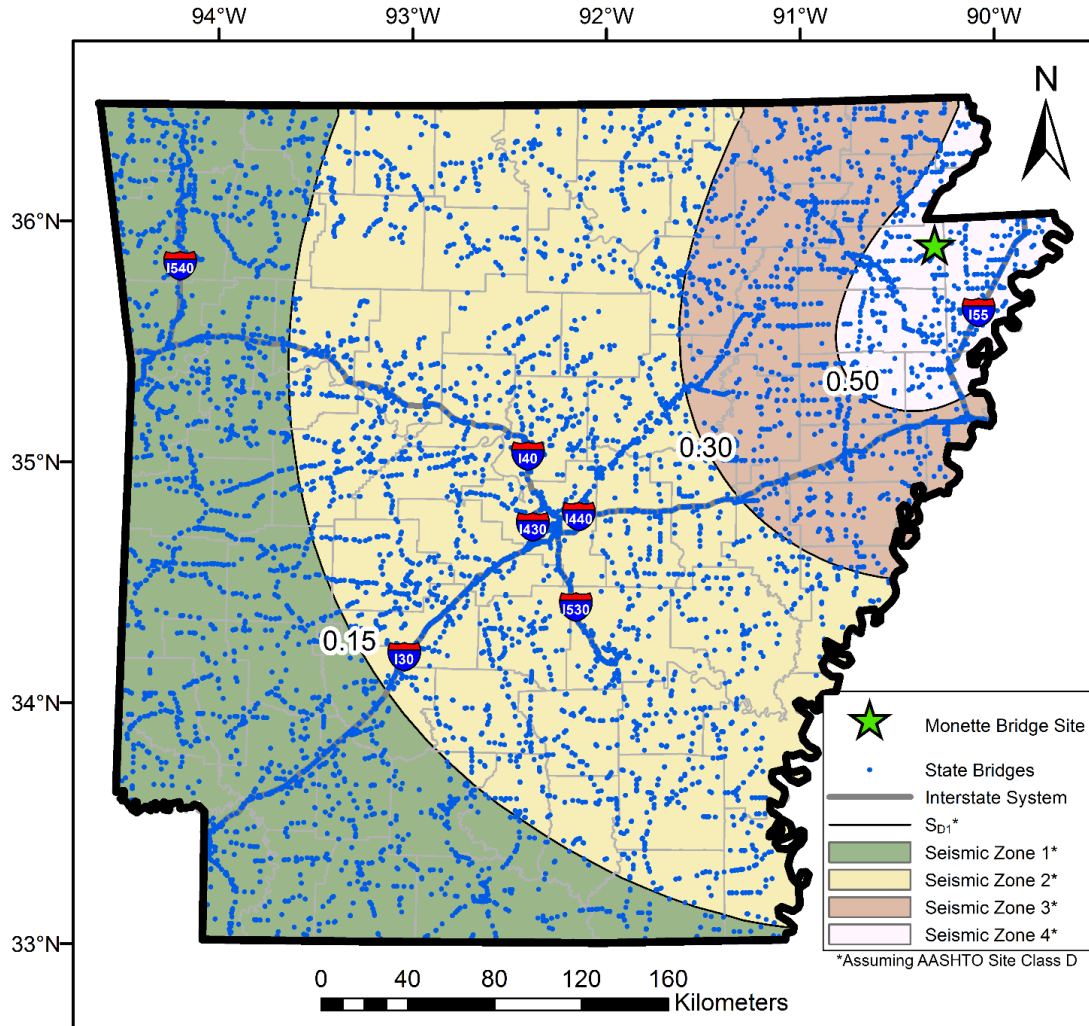 94°W 93°W 92°W 91°W 90°W
N
36°N
I540
I55
0.50
35°N
I40
0.30
I430
I440
I530
0.15
I30
34°N
Monette Bridge Site
State Bridges
Interstate System
SD1*
Seismic Zone 1*
Seismic Zone 2*
Seismic Zone 3*
Seismic Zone 4*
33°N
*Assuming AASHTO Site Class D
0 40 80 120 160
Kilometers